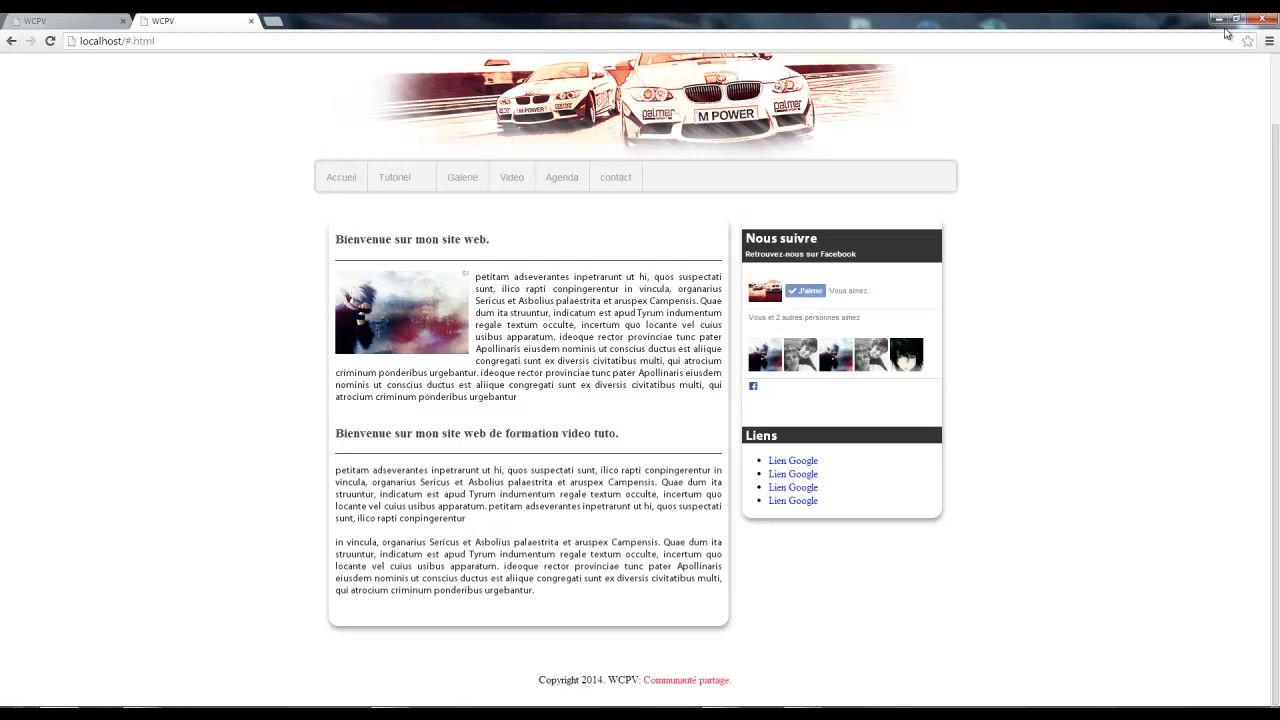 WCPV
WCPV
localhost/#.html
palmer
M POWER
palmer
palmer
M POWER
palmer
Accueil Tutoriel Galerie Video Agenda contact
Bienvenue sur mon site web.
petitam adseverantes inpetrarunt ut hi, quos suspectati
sunt, ilico rapti conpingerentur in vincula, organarius
Sericus et Asbolius palaestrita et aruspex Campensis. Quae
dum ita struuntur, indicatum est apud Tyrum indumentum
regale textum occulte, incertum quo locante vel cuius
usibus apparatum. ideoque rector provinciae tunc pater
Apollinaris eiusdem nominis ut conscius ductus est aliique
congregati sunt ex diversis civitatibus multi, qui atrocium
criminum ponderibus urgebantur. ideoque rector provinciae tunc pater Apollinaris eiusdem
nominis ut conscius ductus est aliique congregati sunt ex diversis civitatibus multi, qui
atrocium criminum ponderibus urgebantur
Bienvenue sur mon site web de formation video tuto.
petitam adseverantes inpetrarunt ut hi, quos suspectati sunt, ilico rapti conpingerentur in
vincula, organarius Sericus et Asbolius palaestrita et aruspex Campensis. Quae dum ita
struuntur, indicatum est apud Tyrum indumentum regale textum occulte, incertum quo
locante vel cuius usibus apparatum. petitam adseverantes inpetrarunt ut hi, quos suspectati
sunt, ilico rapti conpingerentur
in vincula, organarius Sericus et Asbolius palaestrita et aruspex Campensis. Quae dum ita
struuntur, indicatum est apud Tyrum indumentum regale textum occulte, incertum quo
locante vel cuius usibus apparatum. ideoque rector provinciae tunc pater Apollinaris
eiusdem nominis ut conscius ductus est aliique congregati sunt ex diversis civitatibus multi,
qui atrocium criminum ponderibus urgebantur.
Nous suivre
Retrouvez-nous sur Facebook
J'aime Vous aimez.
Vous et 2 autres personnes aimez
Liens
Lien Google
Lien Google
Lien Google
Lien Google
Copyright 2014. WCPV: Communauté partage.